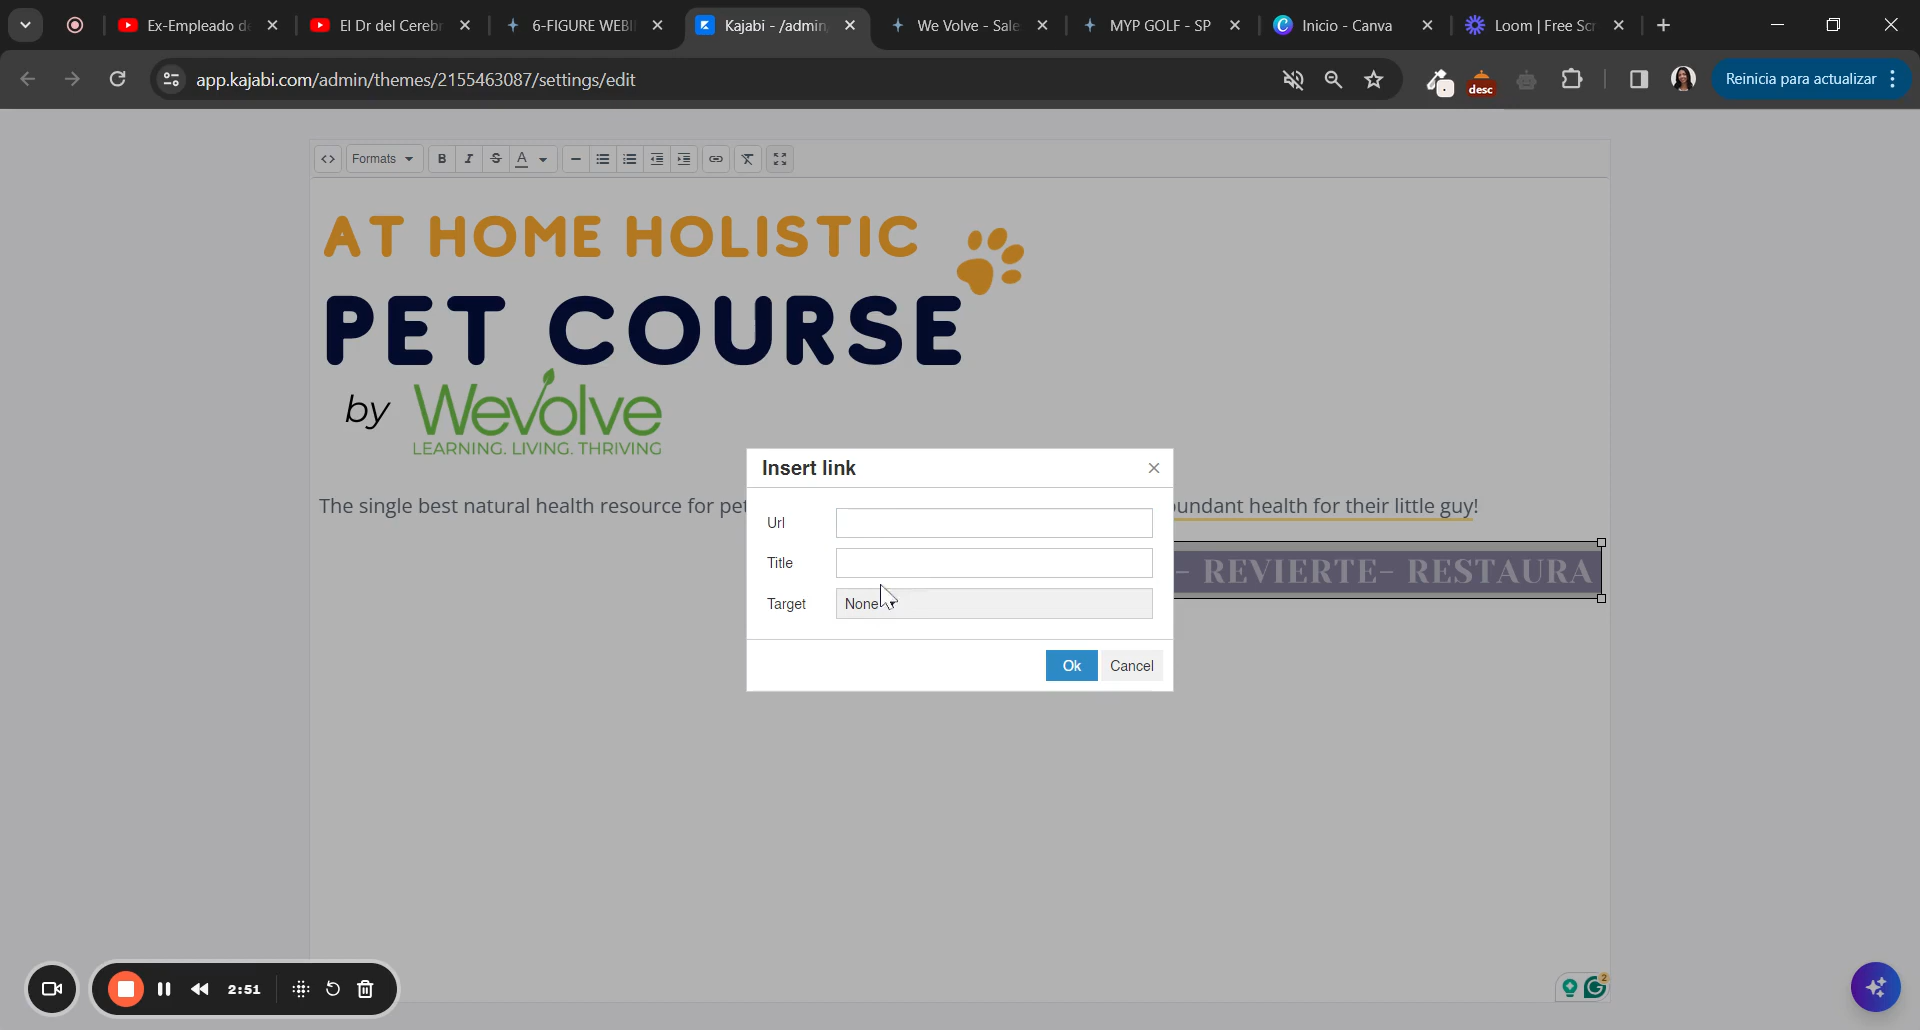 Ex-Empleado de
El Dr del Cerebr
6-FIGURE WEBI
Kajabi - /admin
We Volve - Sale
MYP GOLF - SP
Inicio - Canva
Loom | Free Scr
app.kajabi.com/admin/themes/2155463087/settings/edit
desc
Reinicia para actualizar
Formats
B
I
S
A
AT HOME HOLISTIC
PET COURSE
by Wevolve
LEARNING. LIVING. THRIVING
The single best natural health resource for pet
undant health for their little guy!
- REVIERTE- RESTAURA
Insert link
Url
Title
Target
None
Ok
Cancel
2:51
2